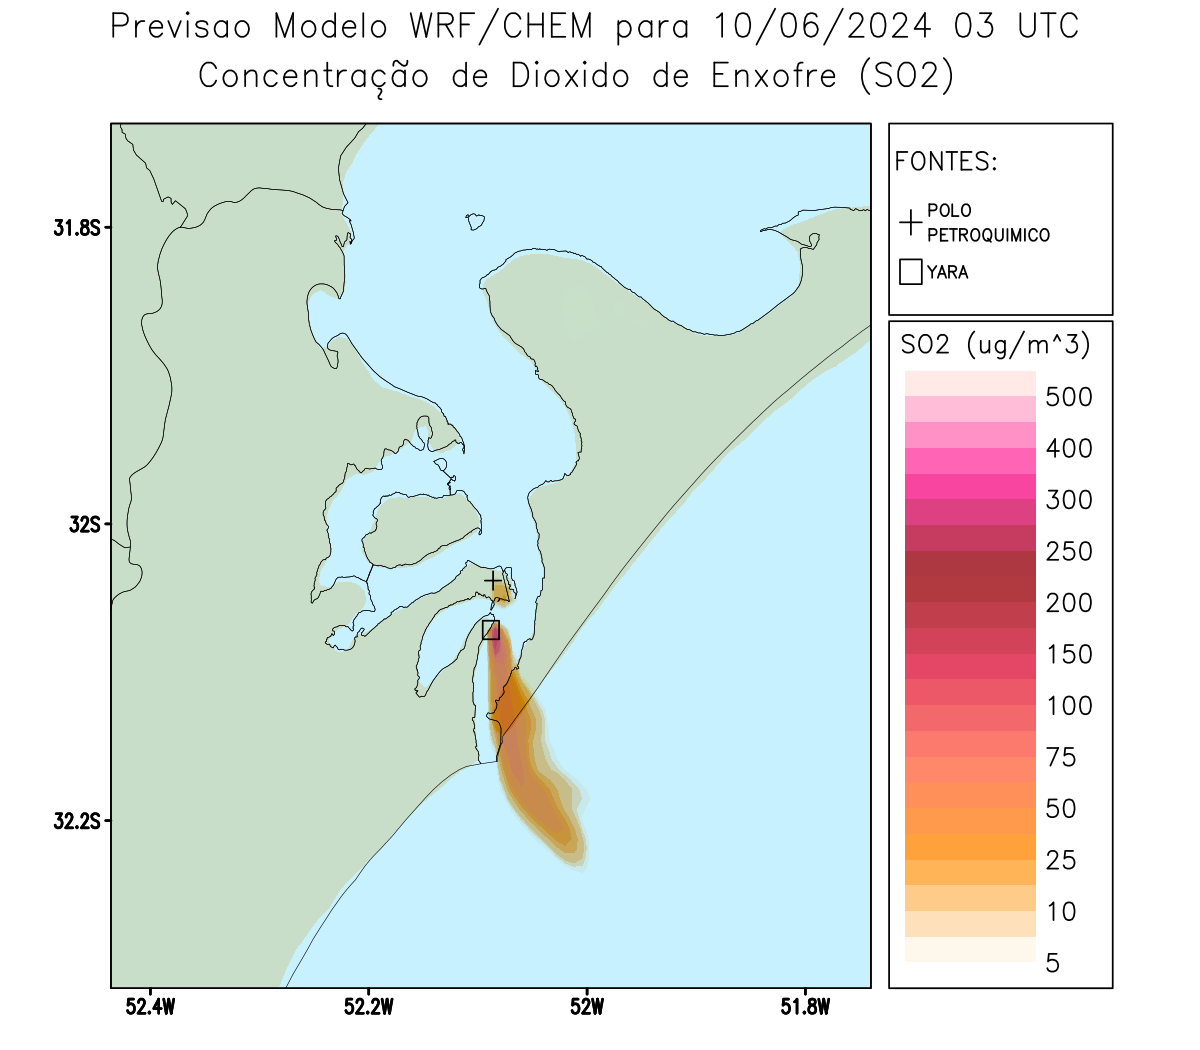 Previsao Modelo WRF/CHEM para 10/06/2024 03 UTC
Concentração de Dioxido de Enxofre (SO2)
FONTES:
POLO
PETROQUIMICO
YARA
SO2 (ug/m^3)
500
400
300
250
200
150
100
75
50
25
10
5
31.8S
32S
32.2S
52.4W
52.2W
52W
51.8W